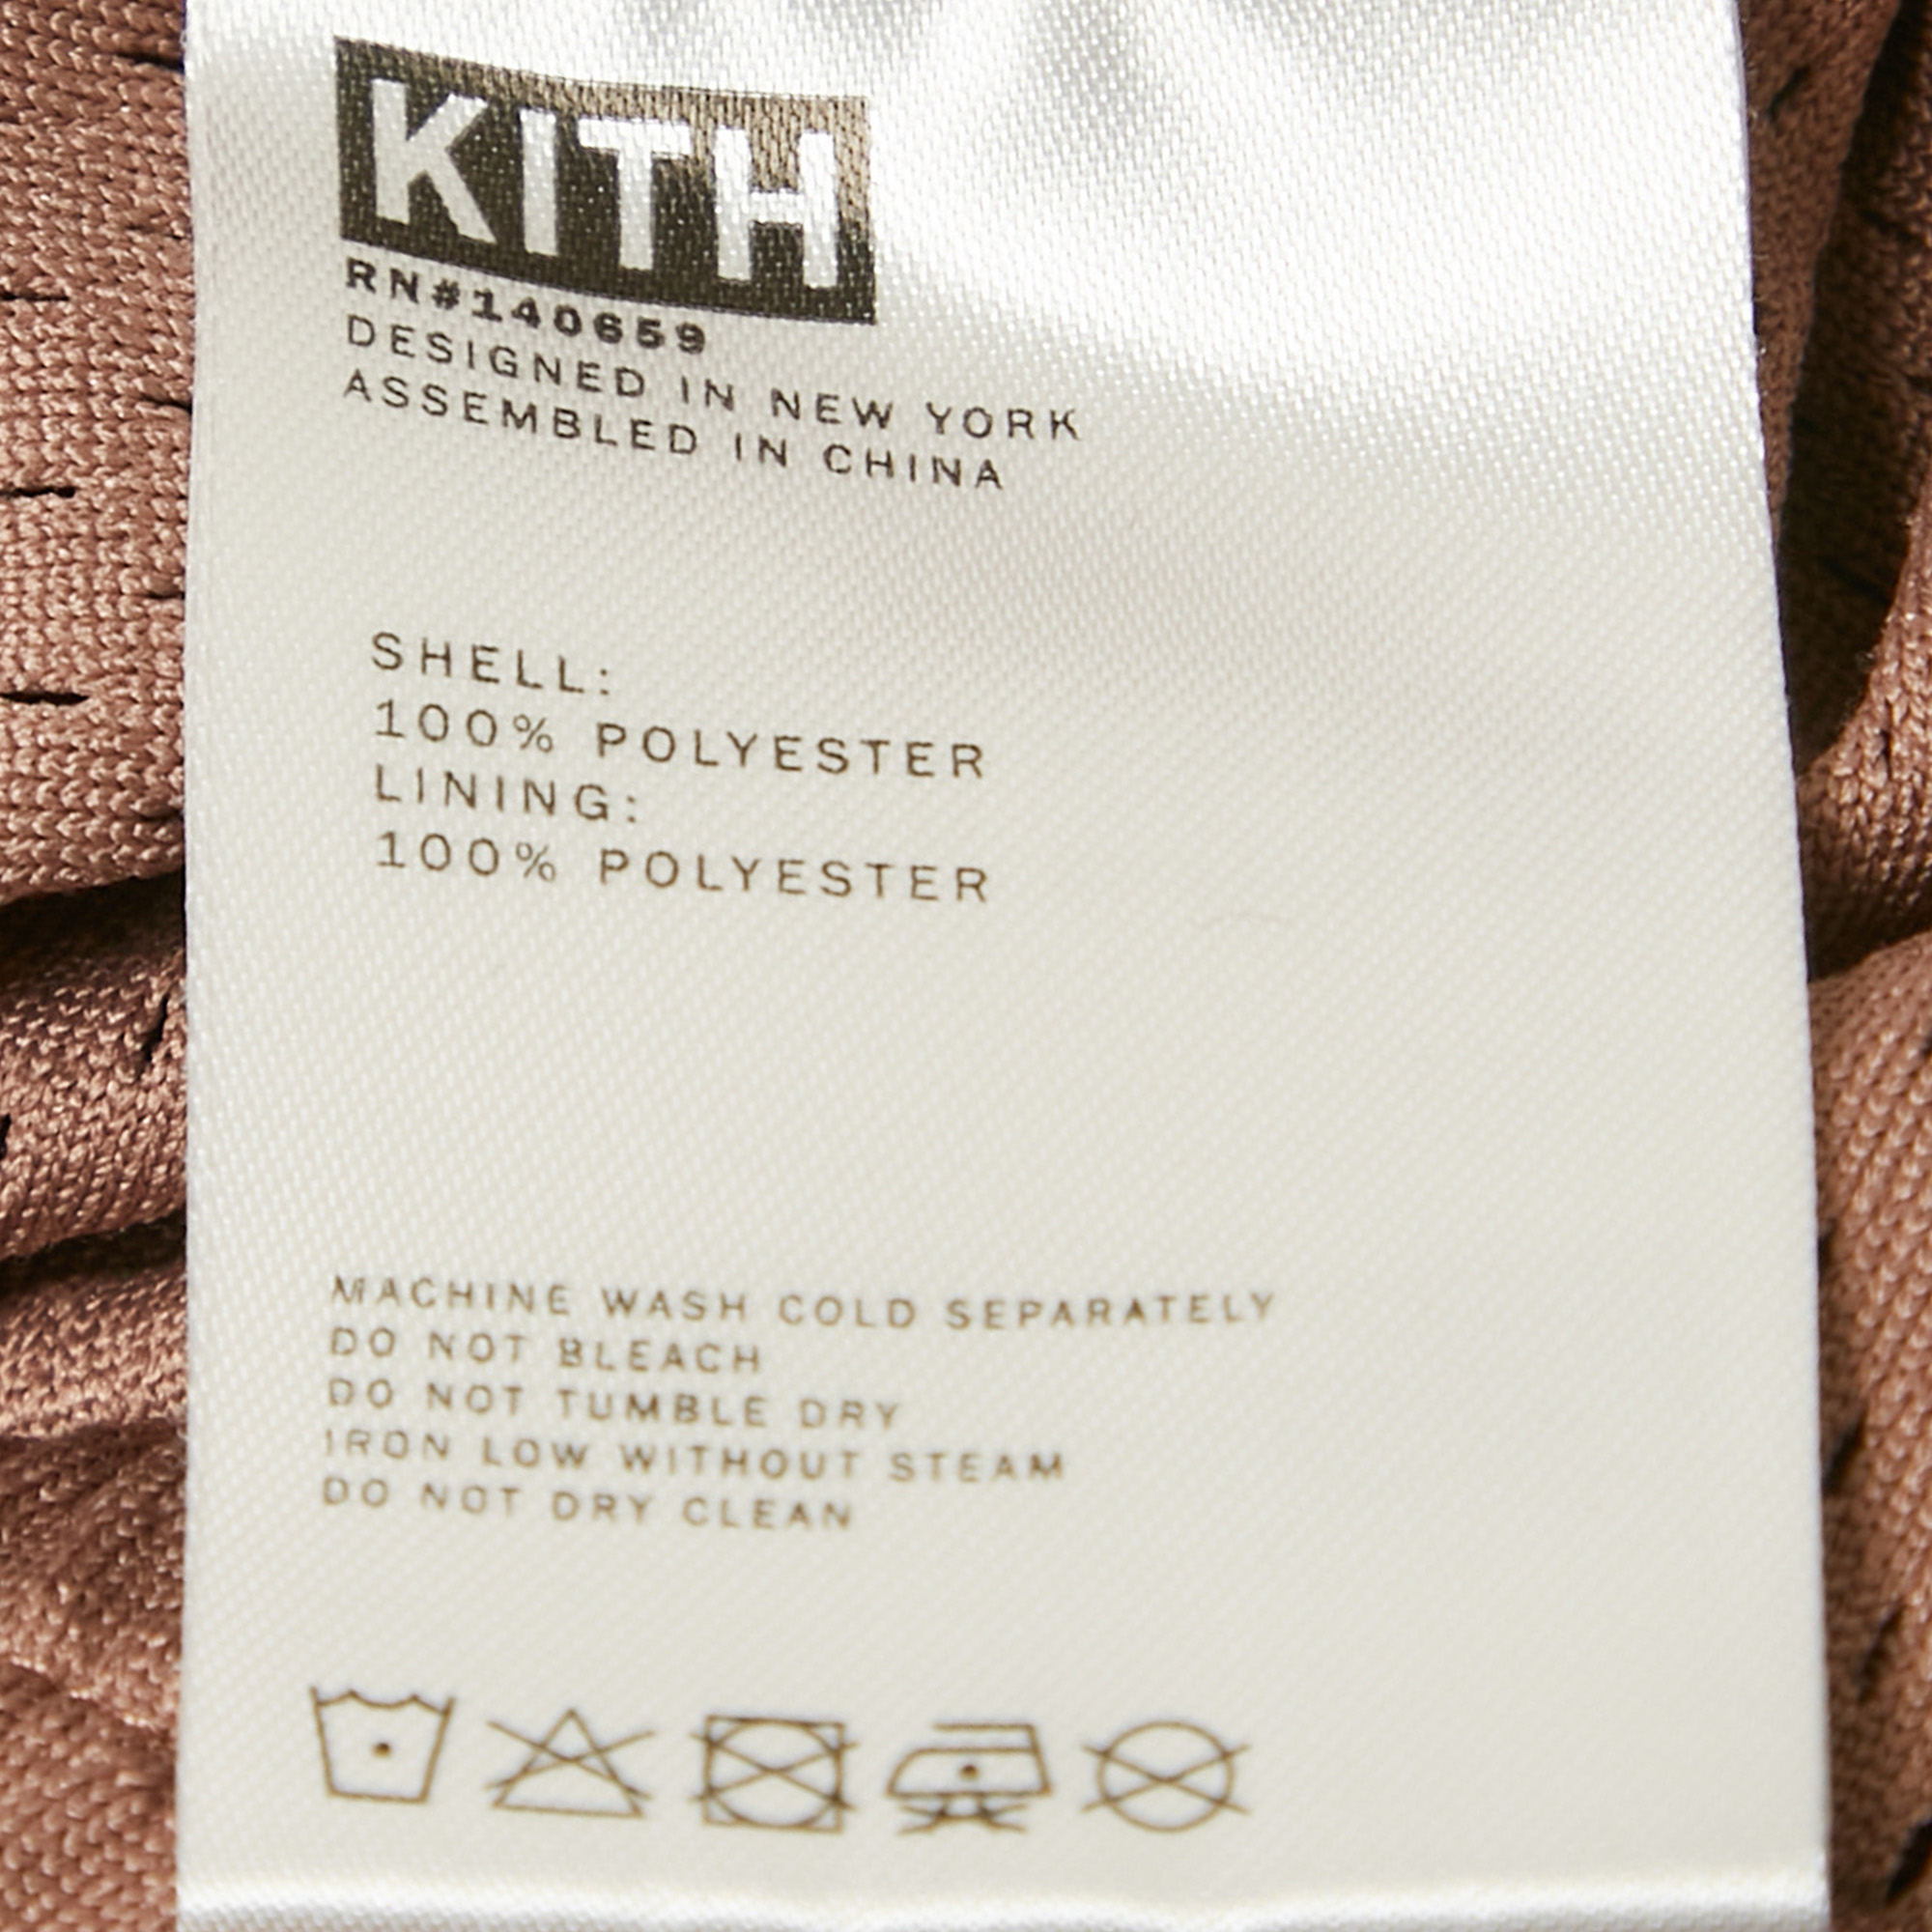 KITH
RN#140659
DESIGNED IN NEW YORK
ASSEMBLED IN CHINA
SHELL:
100% POLYESTER
LINING:
100% POLYESTER
MACHINE WASH COLD SEPARATELY
DO NOT BLEACH
DO NOT TUMBLE DRY
IRON LOW WITHOUT STEAM
DO NOT DRY CLEAN